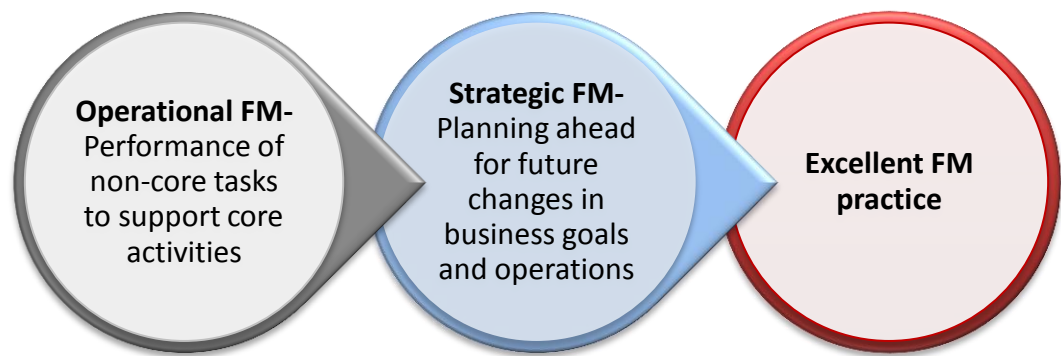 Operational FM-
Performance of
non-core tasks
to support core
activities
Strategic FM-
Planning ahead
for future
changes in
business goals
and operations
Excellent FM
practice